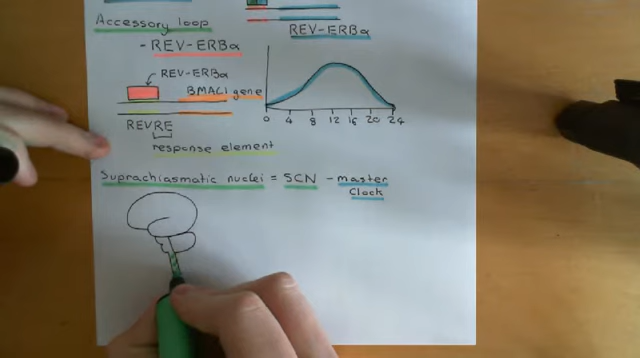 Accessory loop
REV-ERBα
- REV-ERBα
REV-ERBα
BMAL1 gene
REVRE
response element
0 4 8 12 16 20 24
Suprachiasmatic nuclei = SCN - master
Clock